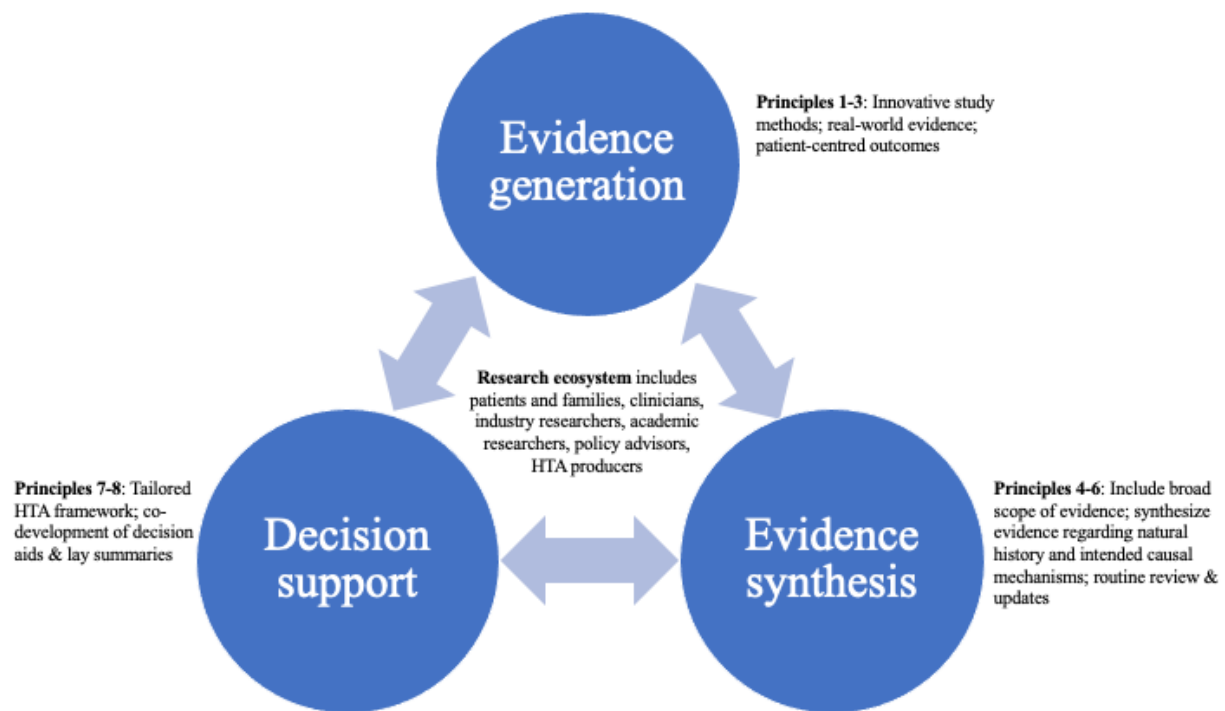 Evidence
generation
Principles 1-3: Innovative study
methods; real-world evidence;
patient-centred outcomes
Research ecosystem includes
patients and families, clinicians,
industry researchers, academic
researchers, policy advisors,
HTA producers
Principles 7-8: Tailored
HTA framework; co-
development of decision
aids & lay summaries
Decision
support
Evidence
synthesis
Principles 4-6: Include broad
scope of evidence; synthesize
evidence regarding natural
history and intended causal
mechanisms; routine review &
updates